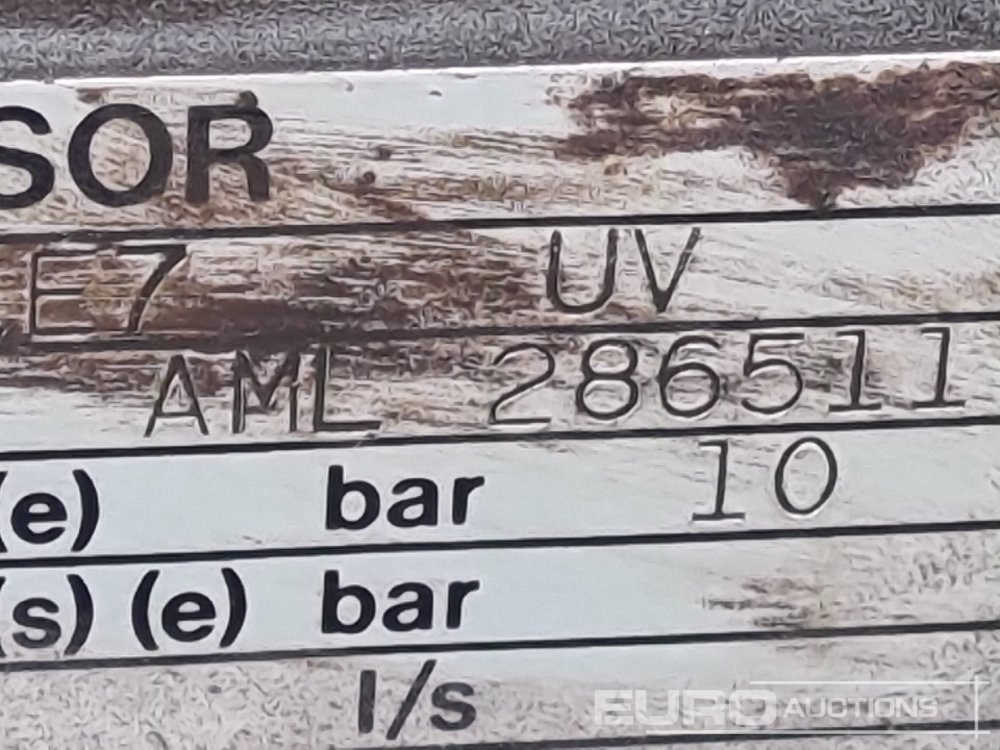 SOR
E7 UV
AML 286511
(e) bar 10
(s) (e) bar
l/s
EURO AUCTIONS